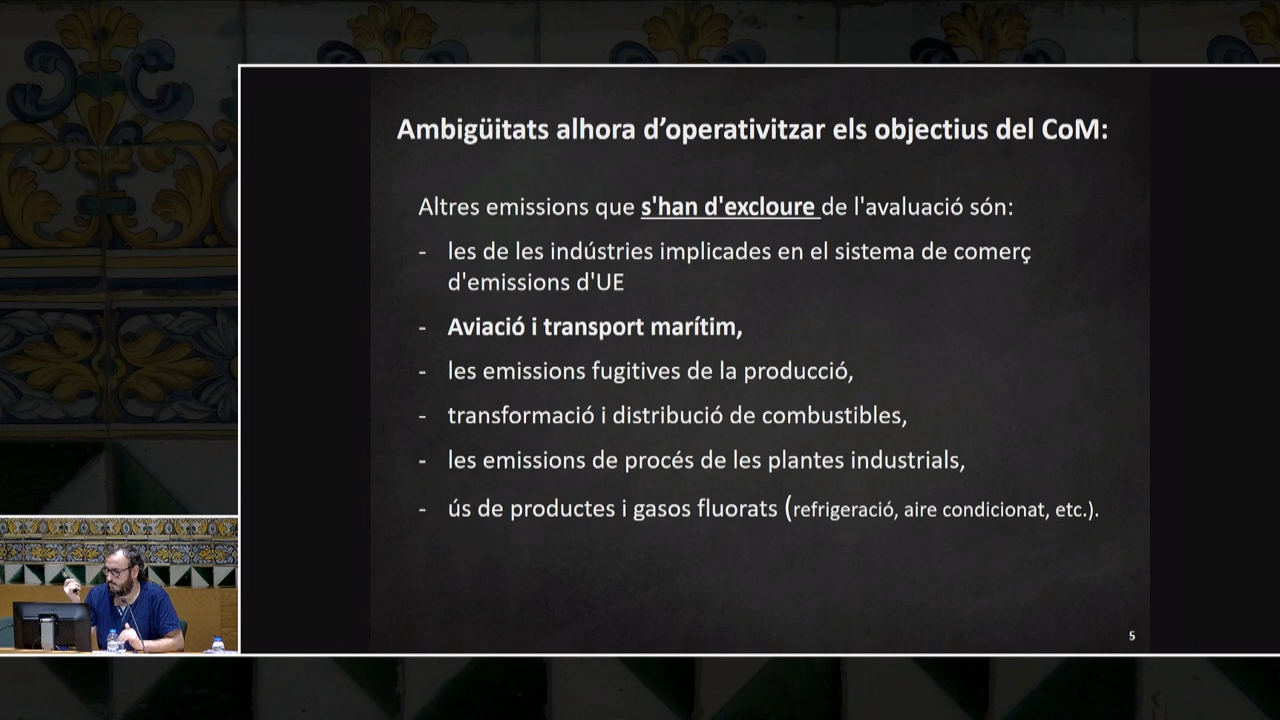 Ambigüitats alhora d’operativitzar els objectius del CoM:
Altres emissions que s'han d'excloure de l'avaluació són:
- les de les indústries implicades en el sistema de comerç
d'emissions d'UE
- Aviació i transport marítim,
- les emissions fugitives de la producció,
- transformació i distribució de combustibles,
- les emissions de procés de les plantes industrials,
- ús de productes i gasos fluorats (refrigeració, aire condicionat, etc.).
5